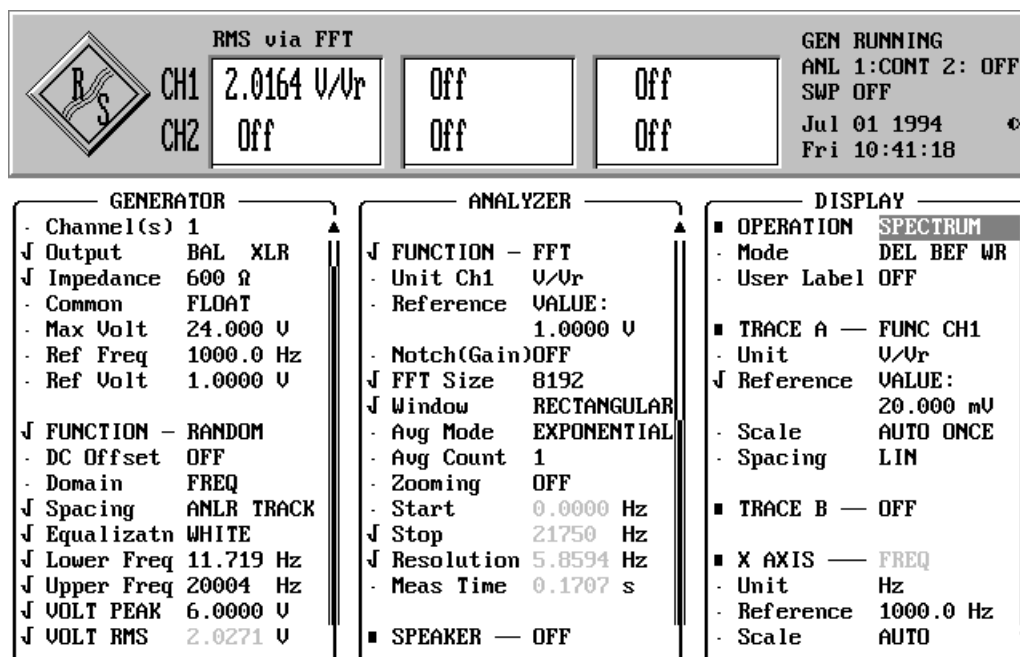 RMS via FFT
R S
CH1 2.0164 V/Vr Off Off
CH2 Off Off Off
GEN RUNNING
ANL 1:CONT 2: OFF
SWP OFF
Jul 01 1994
Fri 10:41:18
GENERATOR
Channel(s) 1
Output BAL XLR
Impedance 600 Ω
Common FLOAT
Max Volt 24.000 V
Ref Freq 1000.0 Hz
Ref Volt 1.0000 V
FUNCTION — RANDOM
DC Offset OFF
Domain FREQ
Spacing ANLR TRACK
Equalizatn WHITE
Lower Freq 11.719 Hz
Upper Freq 20004 Hz
VOLT PEAK 6.0000 V
VOLT RMS 2.0271 V
ANALYZER
FUNCTION — FFT
Unit Ch1 V/Vr
Reference VALUE:
1.0000 V
Notch(Gain)OFF
FFT Size 8192
Window RECTANGULAR
Avg Mode EXPONENTIAL
Avg Count 1
Zooming OFF
Start 0.0000 Hz
Stop 21750 Hz
Resolution 5.8594 Hz
Meas Time 0.1707 s
SPEAKER — OFF
DISPLAY
OPERATION SPECTRUM
Mode DEL BEF WR
User Label OFF
TRACE A — FUNC CH1
Unit V/Vr
Reference VALUE:
20.000 mV
Scale AUTO ONCE
Spacing LIN
TRACE B — OFF
X AXIS — FREQ
Unit Hz
Reference 1000.0 Hz
Scale AUTO